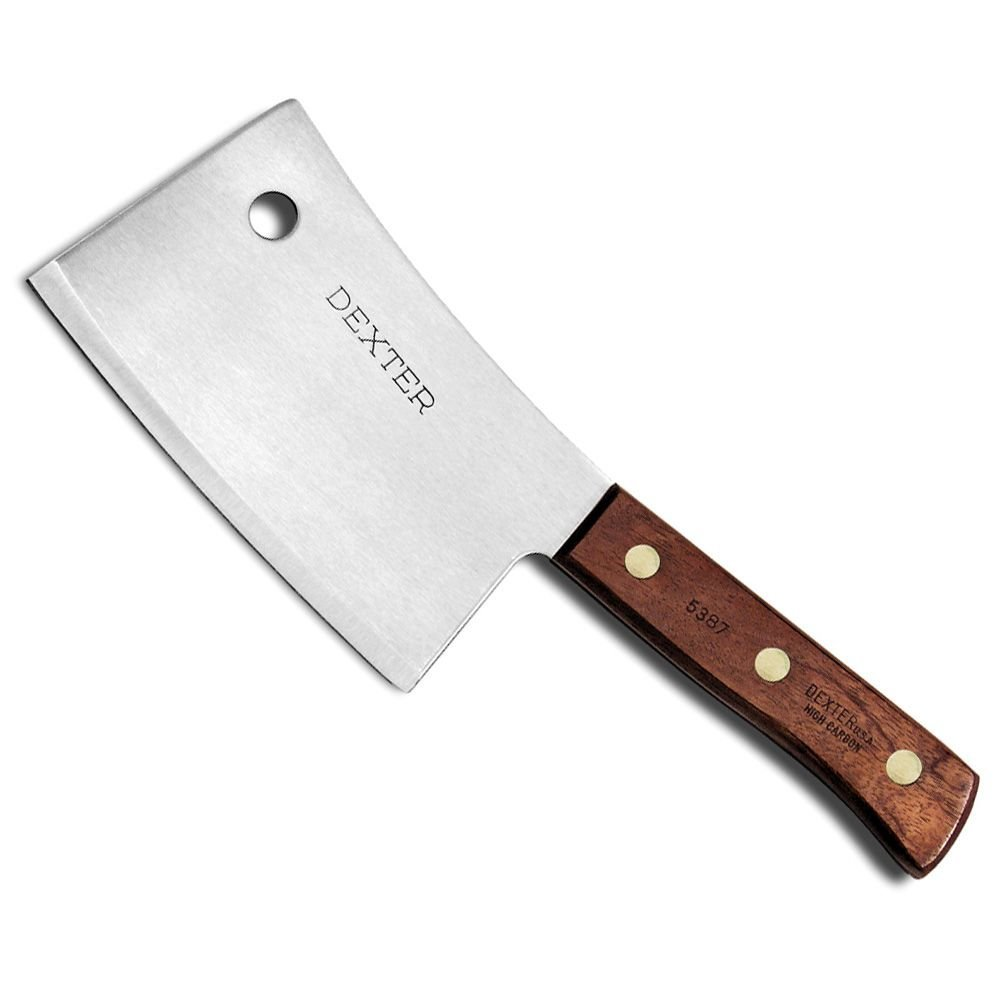 DEXTER
5387
DEXTER U.S.A.
HIGH-CARBON